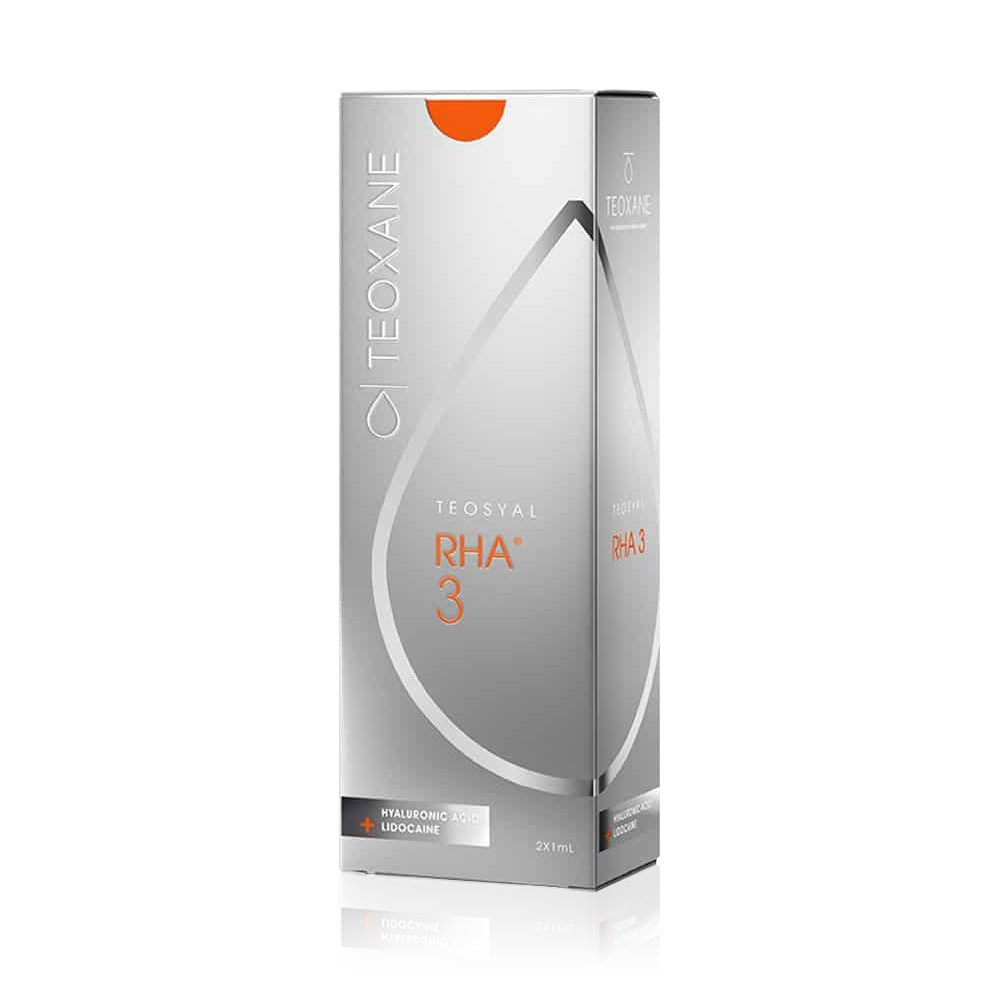 TEOXANE
TEOSYAL
RHA®
3
+ HYALURONIC ACID
LIDOCAINE
2X1mL
TEOXANE
TEOSYAL
RHA 3
+ HYALURONIC ACID
LIDOCAINE